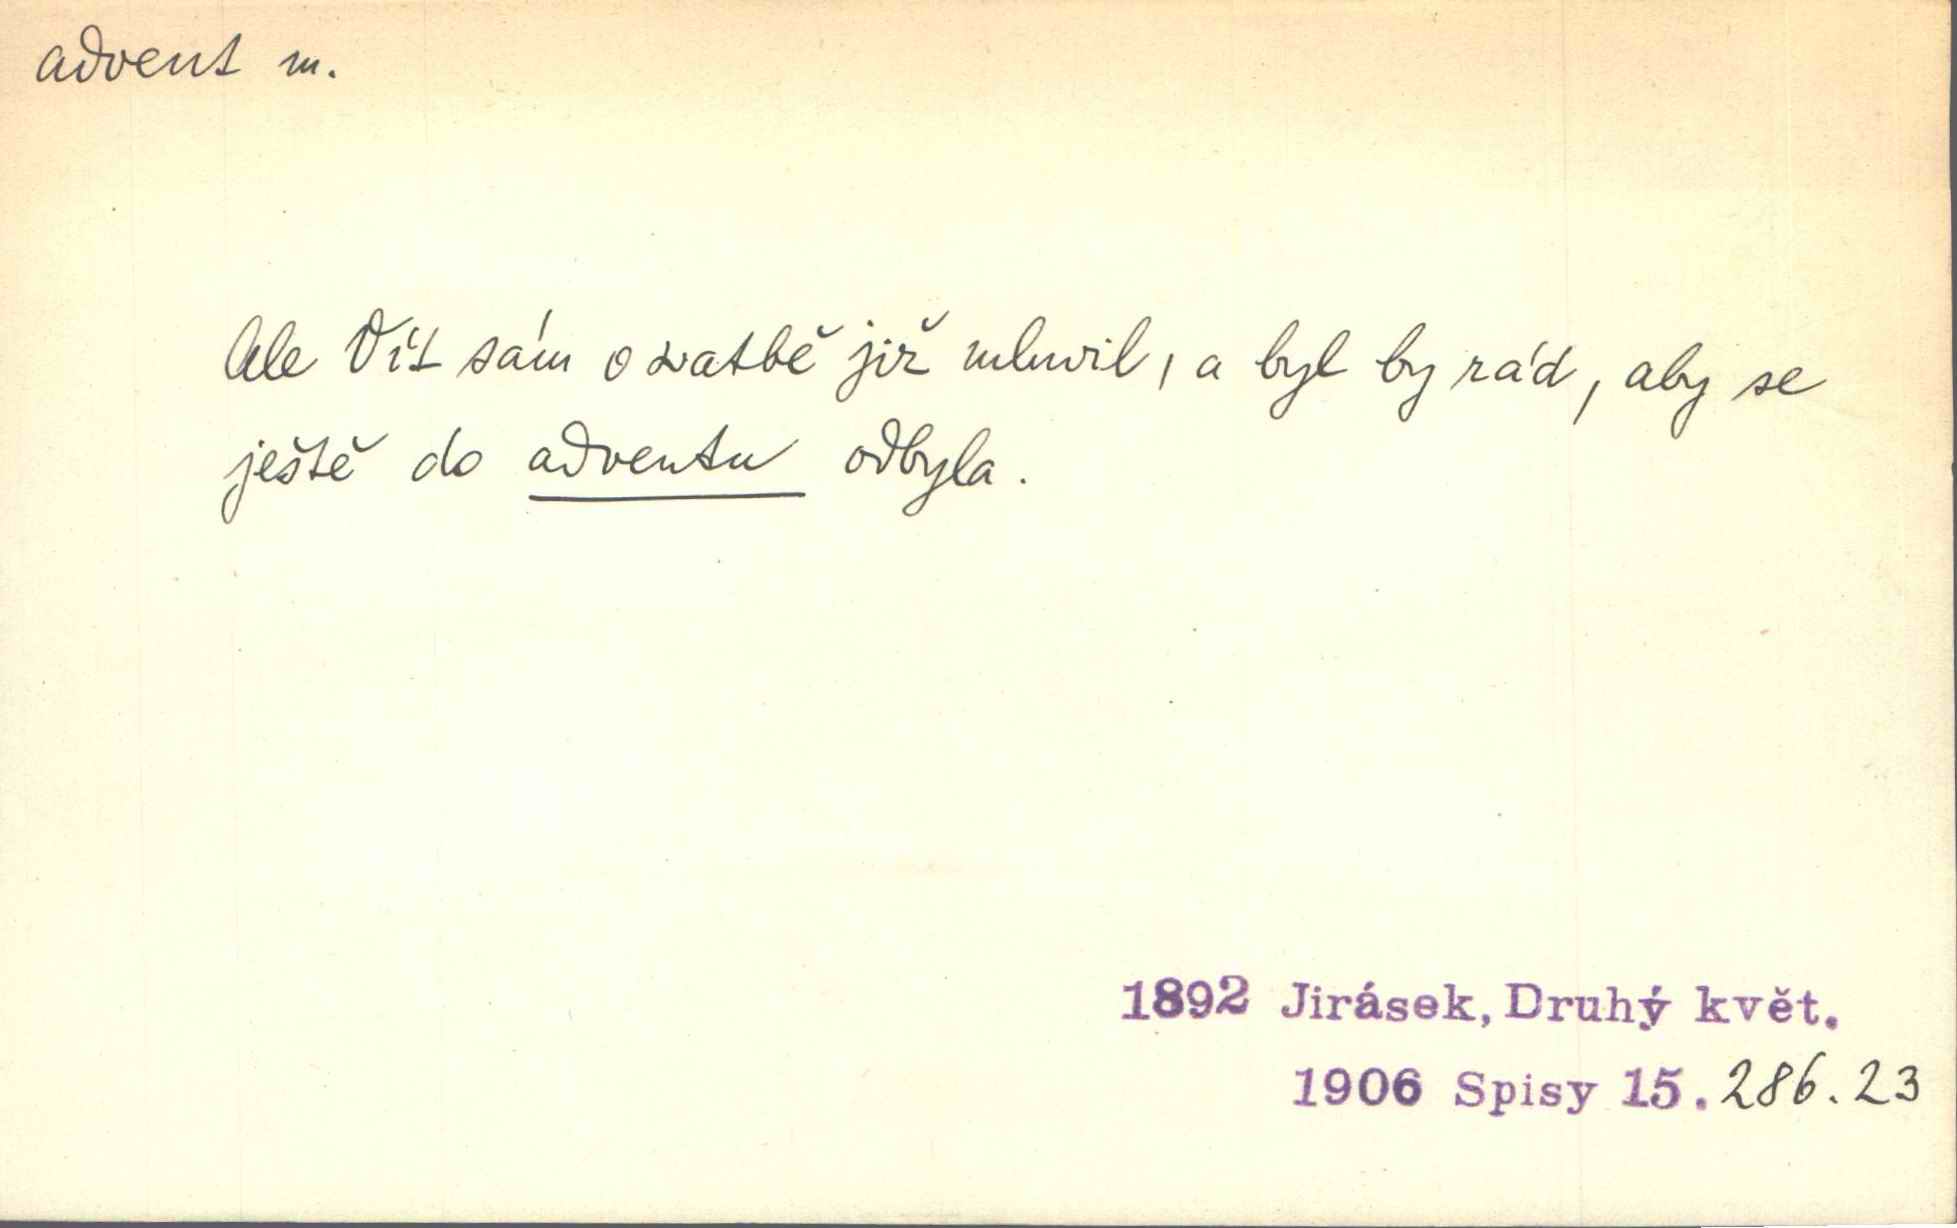 advent m.
Ale Vít sám o svatbě již mluvil, a byl by rád, aby se
ještě do adventu odbyla.
1892 Jirásek, Druhý květ.
1906 Spisy 15. 286. 23